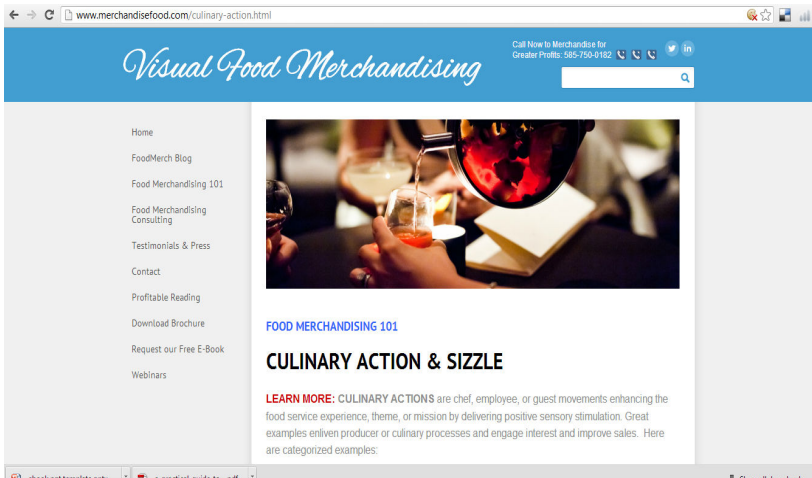 www.merchandisefood.com/culinary-action.html
Visual Food Merchandising
Call Now to Merchandise for
Greater Profits: 585-750-0182
Home
FoodMerch Blog
Food Merchandising 101
Food Merchandising
Consulting
Testimonials & Press
Contact
Profitable Reading
Download Brochure
Request our Free E-Book
Webinars
FOOD MERCHANDISING 101
CULINARY ACTION & SIZZLE
LEARN MORE: CULINARY ACTIONS are chef, employee, or guest movements enhancing the
food service experience, theme, or mission by delivering positive sensory stimulation. Great
examples enliven producer or culinary processes and engage interest and improve sales. Here
are categorized examples: